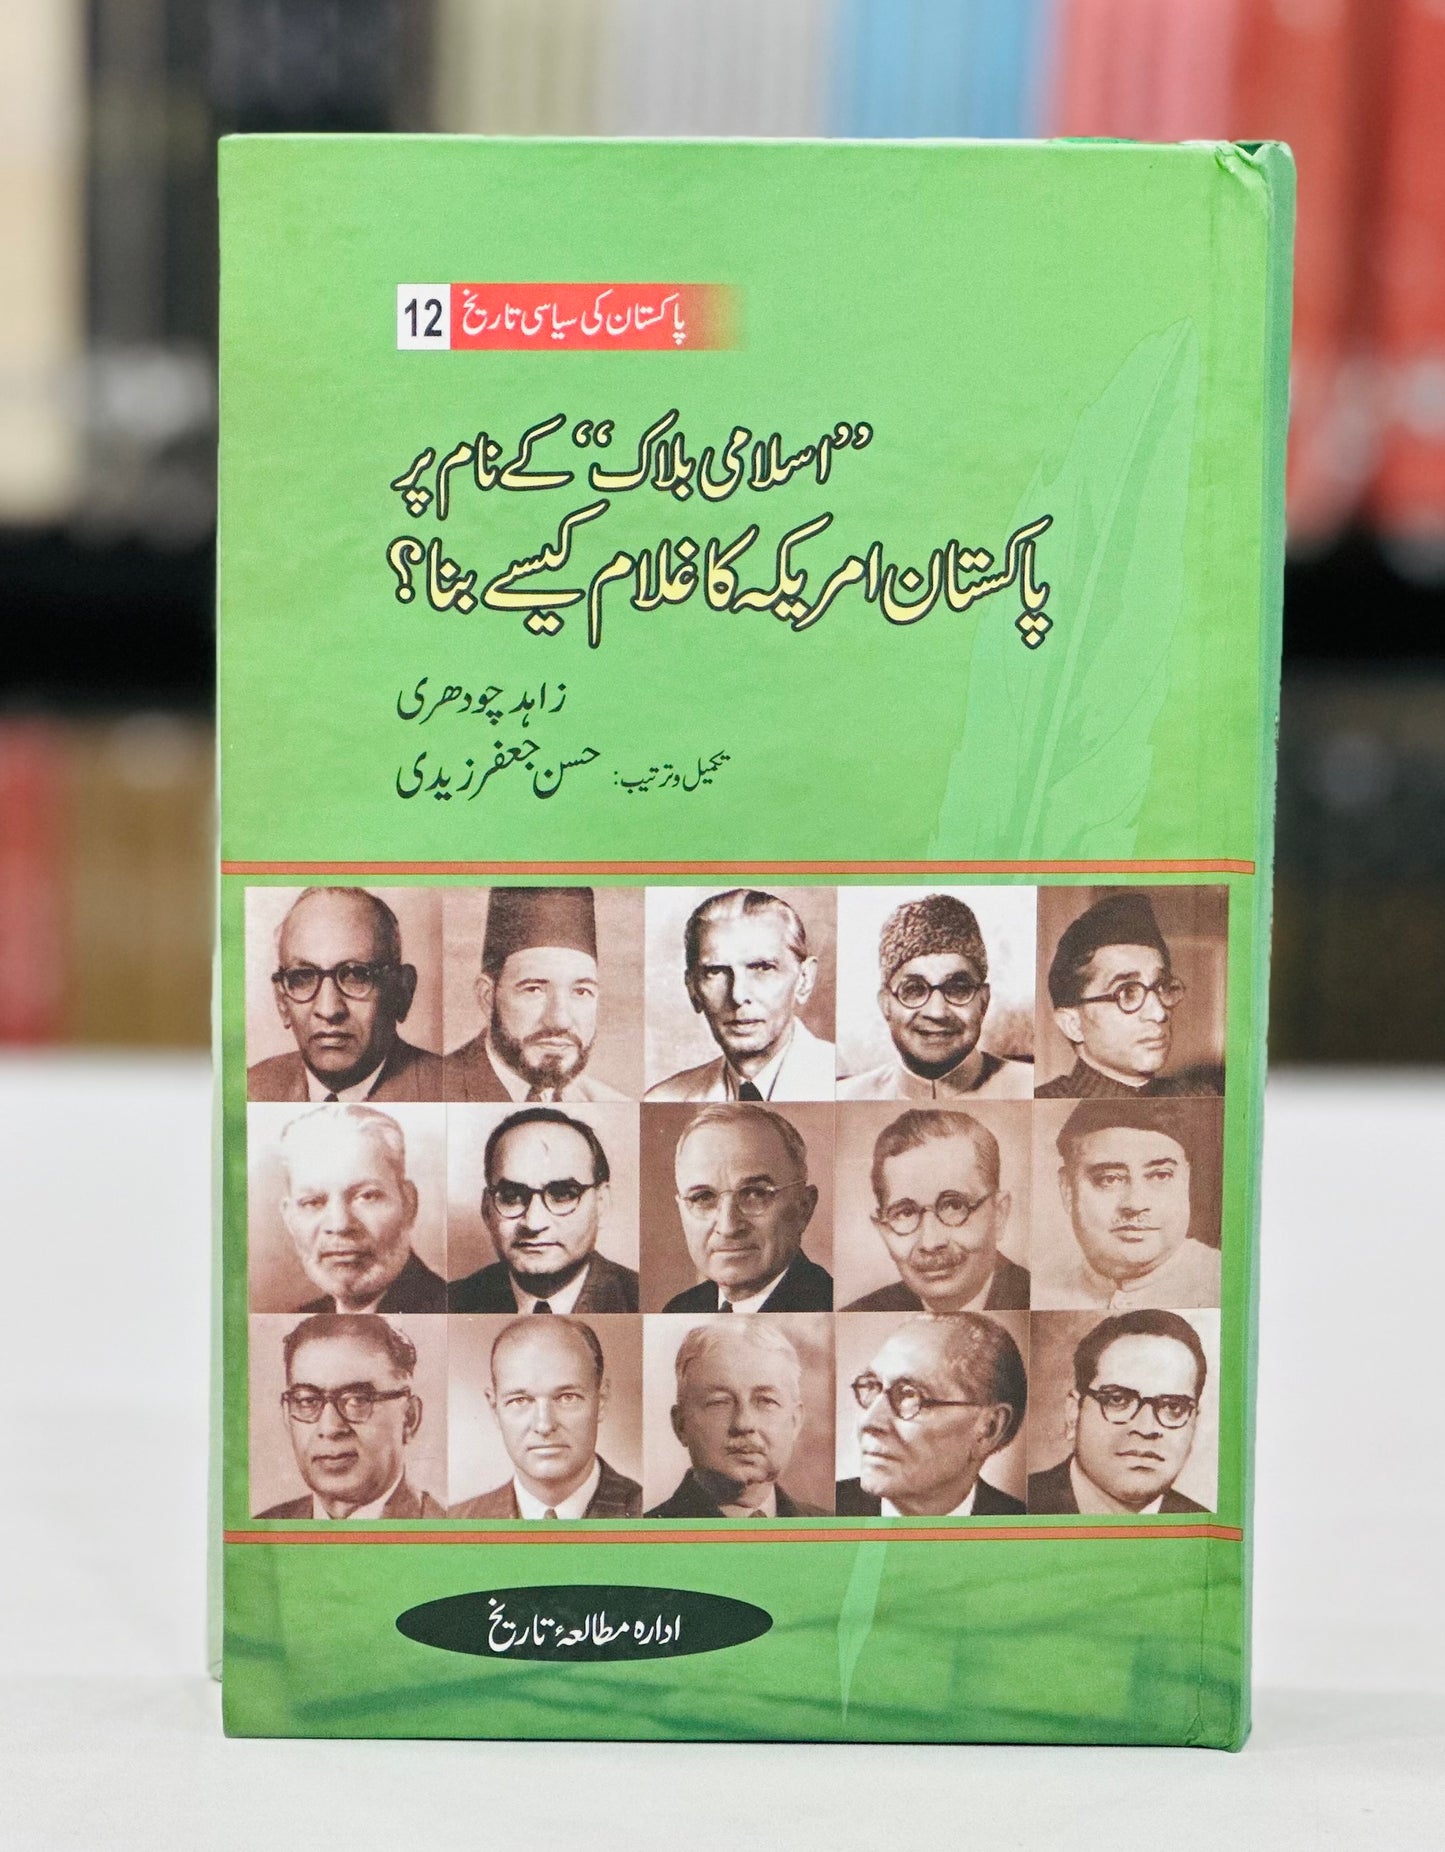 پاکستان کی سیاسی تاریخ 12
”اسلامی بلاک“ کے نام پر
پاکستان امریکہ کا غلام کیسے بنا؟
زاہد چودھری
تکمیل و ترتیب: حسن جعفر زیدی
ادارہ مطالعۂ تاریخ